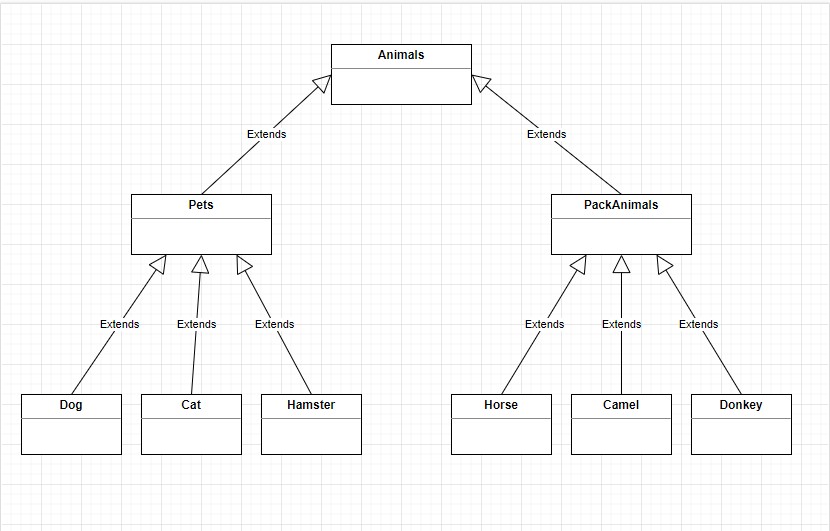 Animals
Extends
Extends
Pets
PackAnimals
Extends
Extends
Extends
Extends
Extends
Extends
Dog
Cat
Hamster
Horse
Camel
Donkey